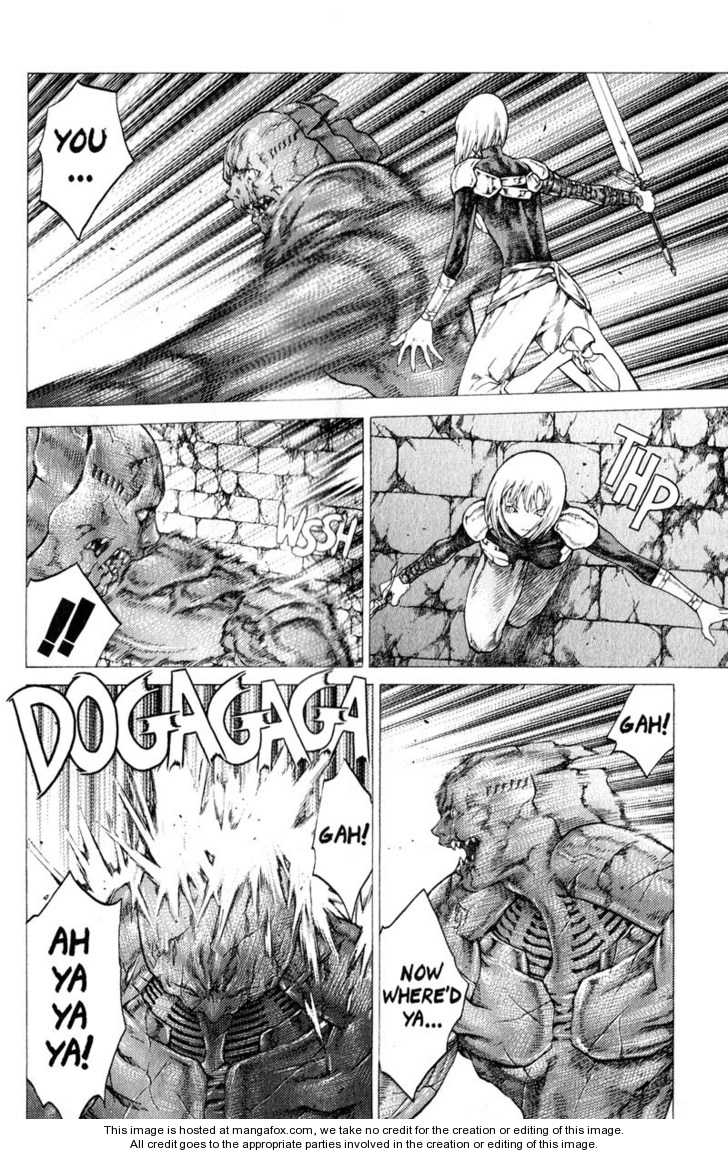 YOU
...
WSSSH
!!
THP
DOGAGAGA
GAH!
AH
YA
YA
YA!
GAH!
NOW
WHERE'D
YA...
This image is hosted at mangafox.com, we take no credit for the creation or editing of this image.
All credit goes to the appropriate parties involved in the creation or editing of this image.